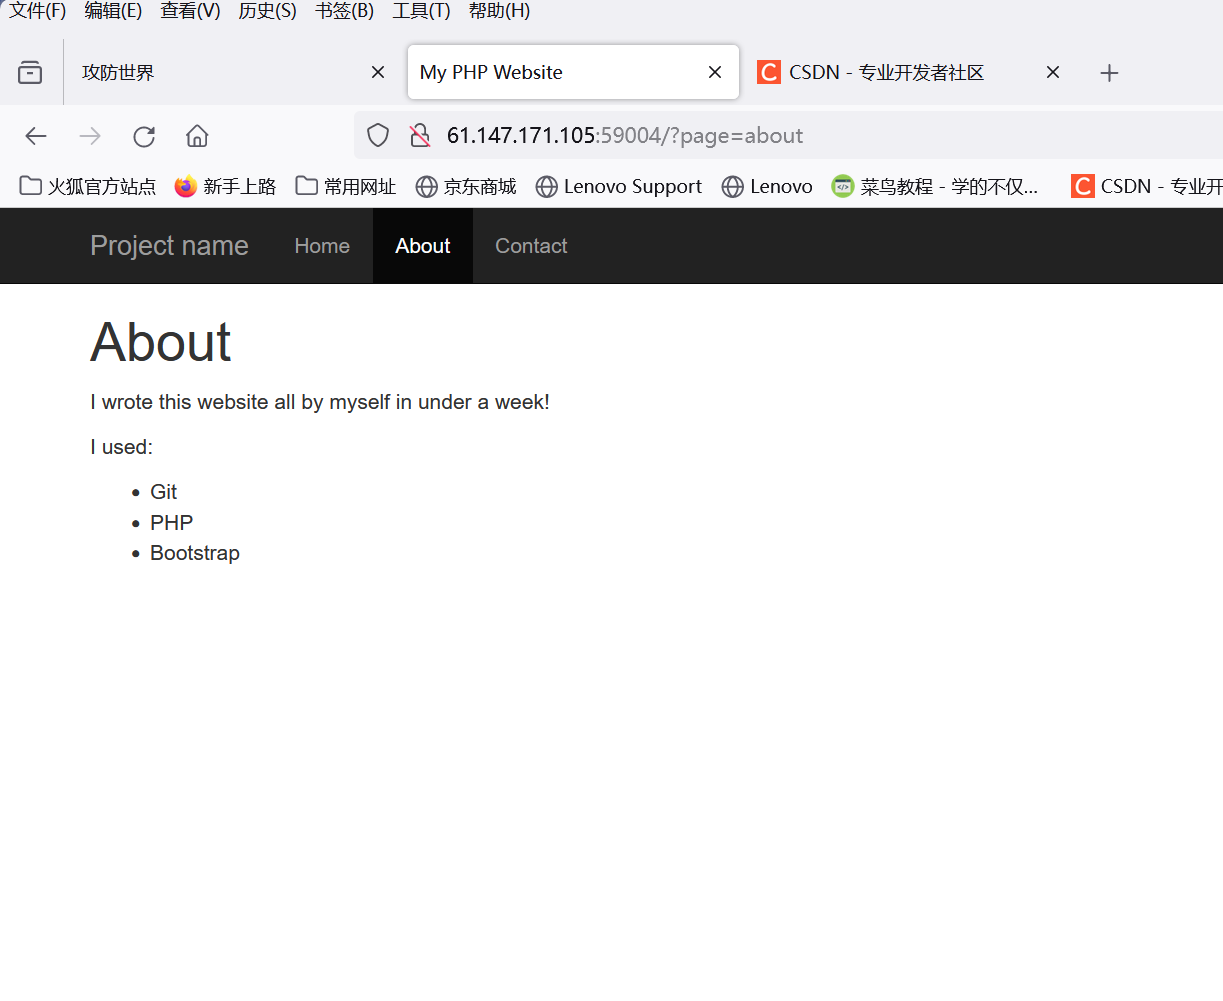 文件(F) 编辑(E) 查看(V) 历史(S) 书签(B) 工具(T) 帮助(H)
攻防世界 My PHP Website C CSDN - 专业开发者社区
61.147.171.105:59004/?page=about
火狐官方站点 新手上路 常用网址 京东商城 Lenovo Support Lenovo 菜鸟教程 - 学的不仅... C CSDN - 专业开
Project name Home About Contact
About
I wrote this website all by myself in under a week!
I used:
• Git
• PHP
• Bootstrap